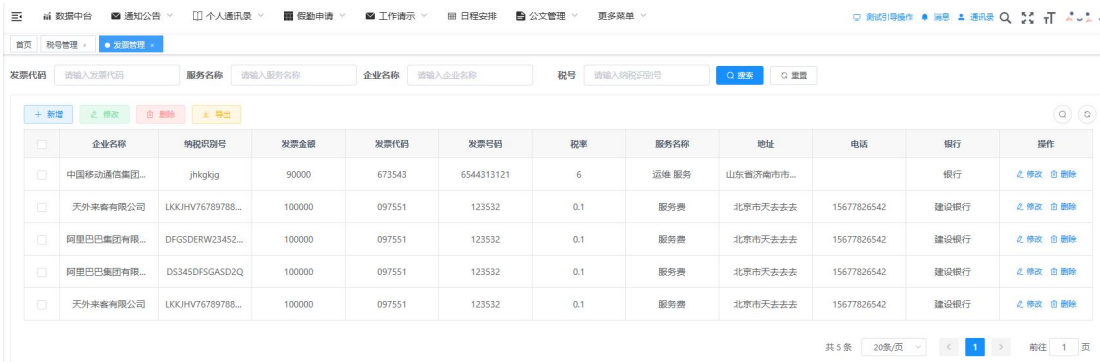 数据中台 通知公告 个人通讯录 假勤申请 工作请示 日程安排 公文管理 更多菜单 测试引导操作 消息 通讯录
首页 税号管理 × 发票管理 ×
发票代码 请输入发票代码 服务名称 请输入服务名称 企业名称 请输入企业名称 税号 请输入纳税识别号 搜索 重置
+ 新增 修改 删除 导出
企业名称 纳税识别号 发票金额 发票代码 发票号码 税率 服务名称 地址 电话 银行 操作
中国移动通信集团... jhkgkjg 90000 673543 6544313121 6 运维 服务 山东省济南市市... 银行 修改 删除
天外来客有限公司 LKKJHV76789788... 100000 097551 123532 0.1 服务费 北京市天去去去 15677826542 建设银行 修改 删除
阿里巴巴集团有限... DFGSDERW23452... 100000 097551 123532 0.1 服务费 北京市天去去去 15677826542 建设银行 修改 删除
阿里巴巴集团有限... DS345DFSGASD2Q 100000 097551 123532 0.1 服务费 北京市天去去去 15677826542 建设银行 修改 删除
天外来客有限公司 LKKJHV76789788... 100000 097551 123532 0.1 服务费 北京市天去去去 15677826542 建设银行 修改 删除
共 5 条 20条/页 < 1 > 前往 1 页